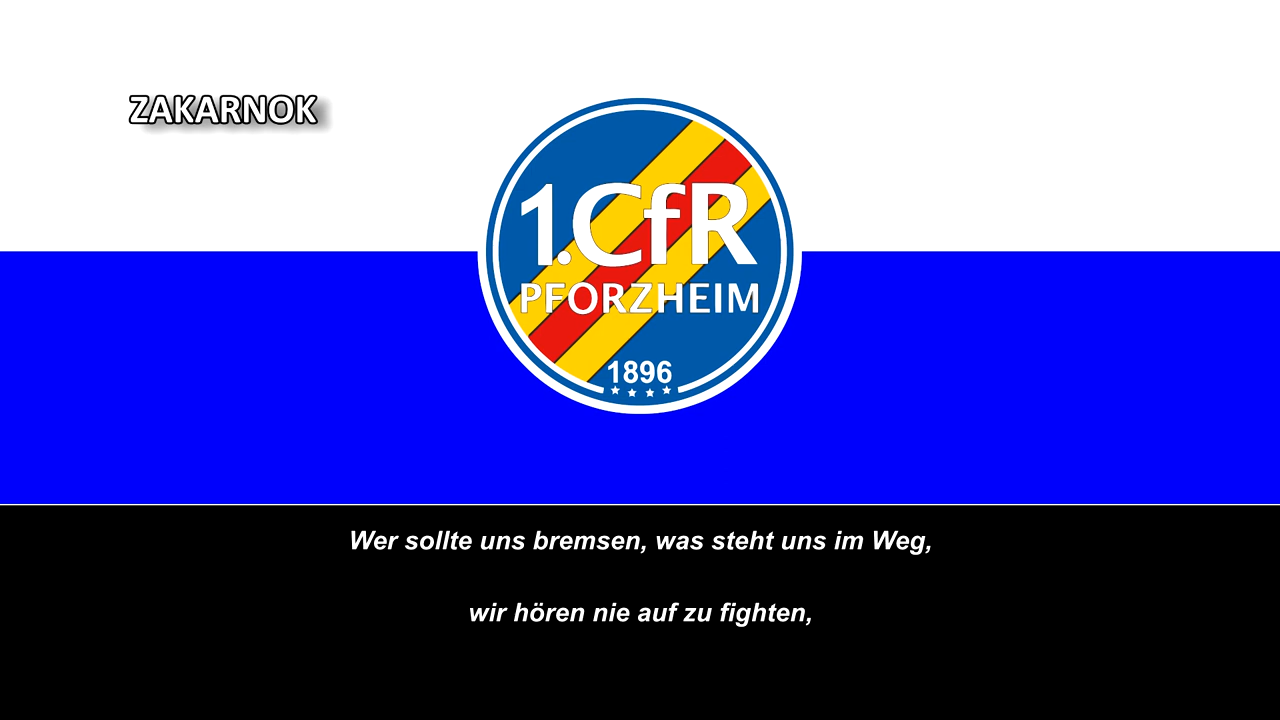 ZAKARNOK
1.CfR
PFORZHEIM
1896
Wer sollte uns bremsen, was steht uns im Weg,
wir hören nie auf zu fighten,